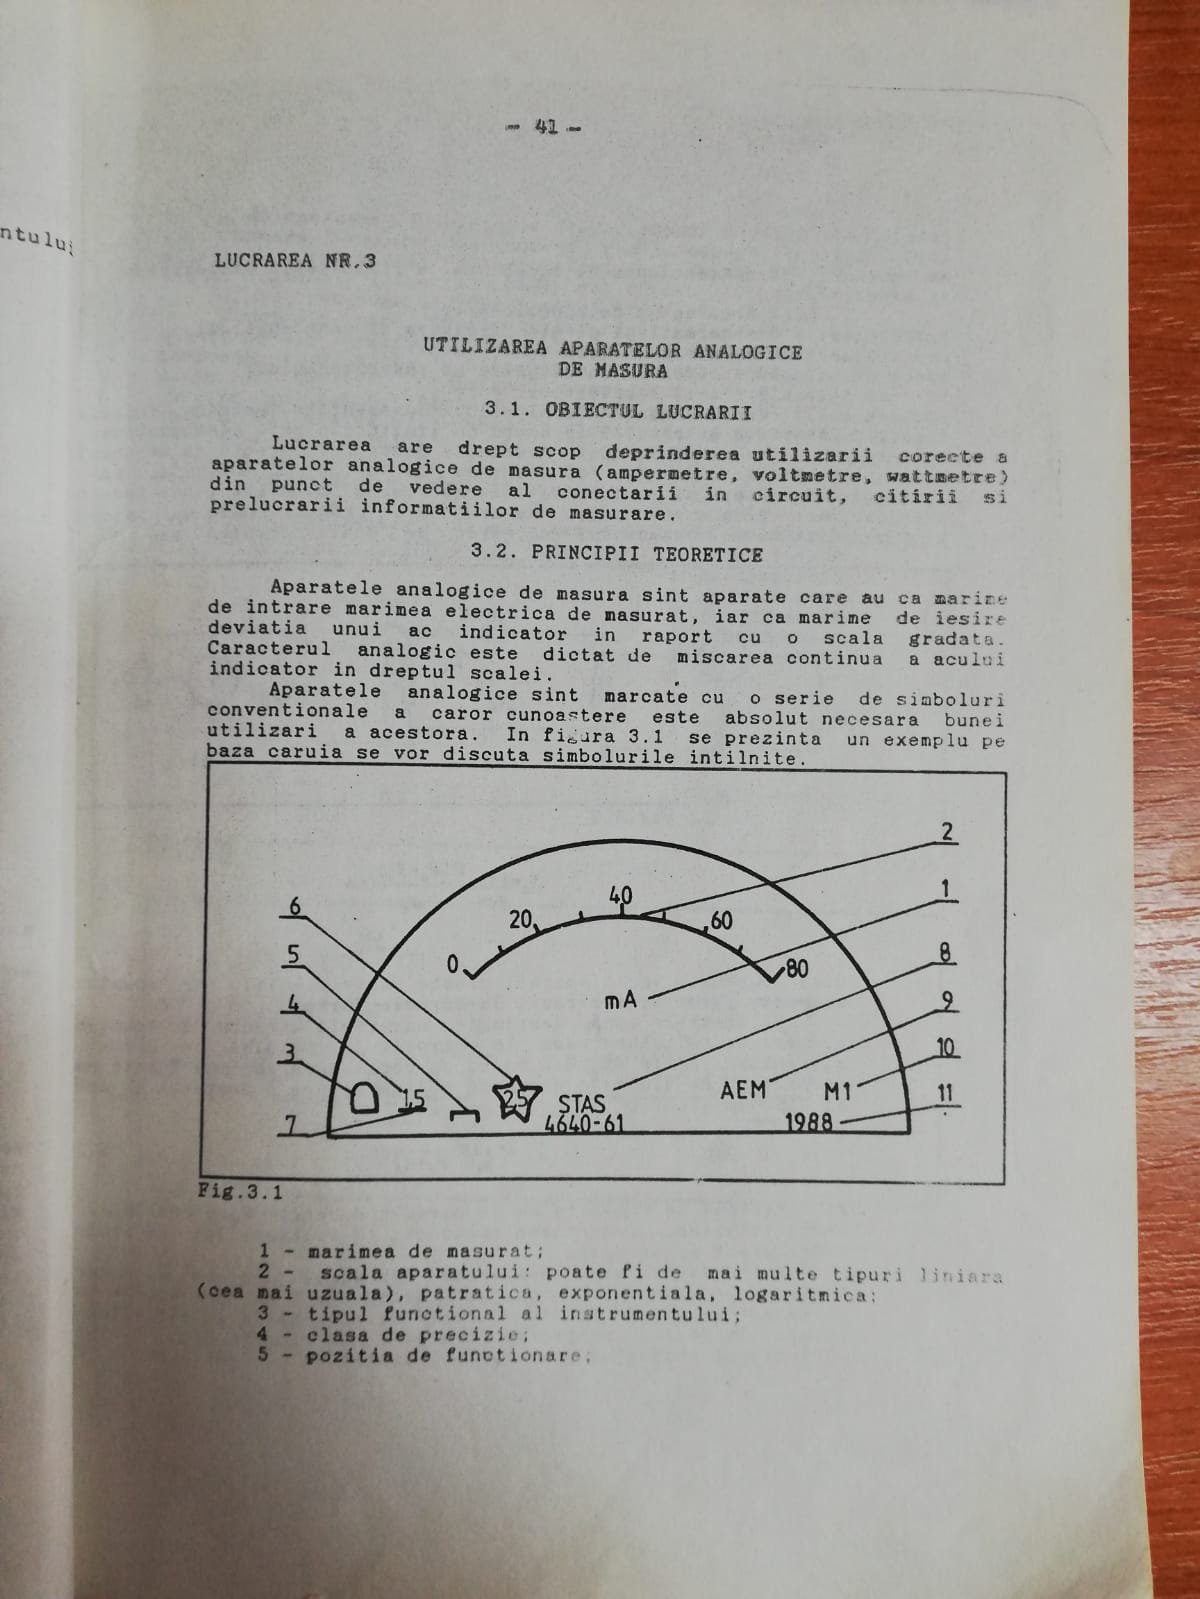 - 41 -
ntului
LUCRAREA NR.3
UTILIZAREA APARATELOR ANALOGICE
DE MASURA
3.1. OBIECTUL LUCRARII
Lucrarea are drept scop deprinderea utilizarii corecte a
aparatelor analogice de masura (ampermetre, voltmetre, wattmetre)
din punct de vedere al conectarii in circuit, citirii si
prelucrarii informatiilor de masurare.
3.2. PRINCIPII TEORETICE
Aparatele analogice de masura sint aparate care au ca marime
de intrare marimea electrica de masurat, iar ca marime de iesire
deviatia unui ac indicator in raport cu o scala gradata.
Caracterul analogic este dictat de miscarea continua a acului
indicator in dreptul scalei.
Aparatele analogice sint marcate cu o serie de simboluri
conventionale a caror cunoastere este absolut necesara bunei
utilizari a acestora. In figura 3.1 se prezinta un exemplu pe
baza caruia se vor discuta simbolurile intilnite.
2
1
8
9
10
11
6
5
4
3
7
0 20 40 60 80
mA
1,5
2,5
STAS
4640-61
AEM
M1
1988
Fig.3.1
1 - marimea de masurat;
2 - scala aparatului: poate fi de mai multe tipuri liniara
(cea mai uzuala), patratica, exponentiala, logaritmica;
3 - tipul functional al instrumentului;
4 - clasa de precizie;
5 - pozitia de functionare;